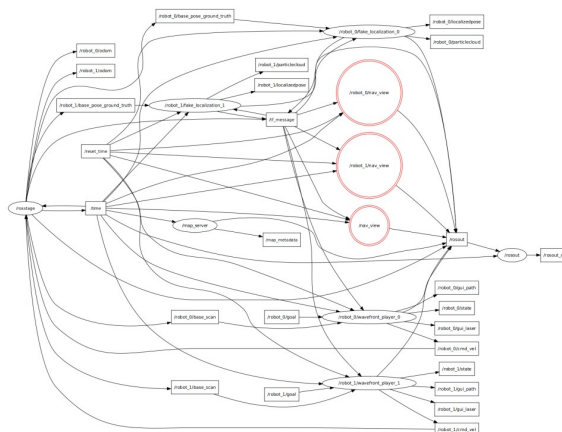 /robot_0/base_pose_ground_truth
/robot_0/localizedpose
/robot_0/fake_localization_0
/robot_0/particlecloud
/robot_0/odom
/robot_1/particlecloud
/robot_1/odom
/robot_1/localizedpose
/robot_0/nav_view
/robot_1/base_pose_ground_truth
/robot_1/fake_localization_1
/tf_message
/reset_time
/robot_1/nav_view
/time
/map_server
/nav_view
/map_metadata
/rosout
/rosout
/robot_0/gui_path
/robot_0/state
/robot_0/base_scan
/robot_0/goal
/robot_0/wavefront_player_0
/robot_0/gui_laser
/robot_0/cmd_vel
/robot_1/state
/robot_1/base_scan
/robot_1/goal
/robot_1/wavefront_player_1
/robot_1/gui_path
/robot_1/gui_laser
/robot_1/cmd_vel